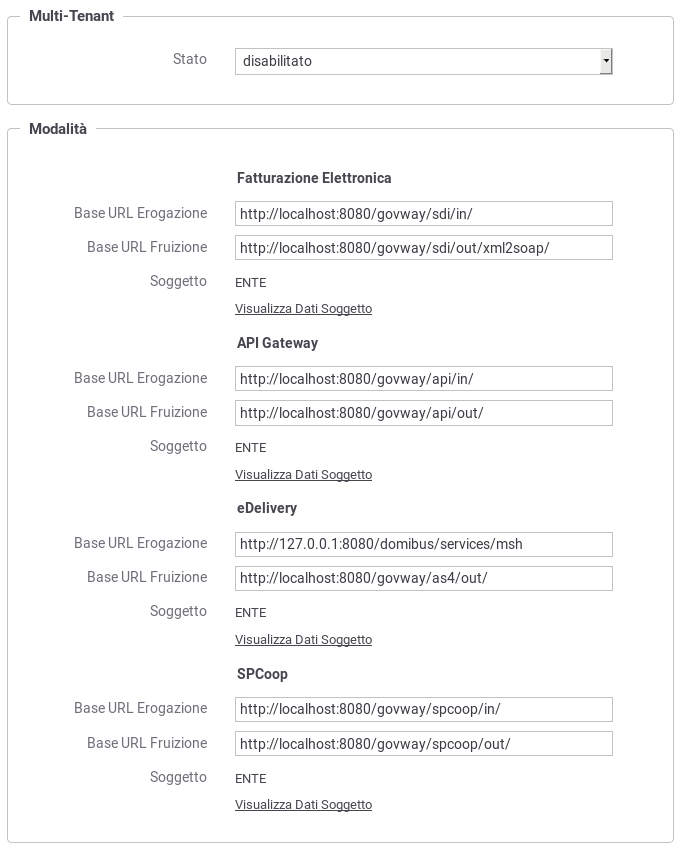 Multi-Tenant
Stato disabilitato
Modalità
Fatturazione Elettronica
Base URL Erogazione http://localhost:8080/govway/sdi/in/
Base URL Fruizione http://localhost:8080/govway/sdi/out/xml2soap/
Soggetto ENTE
Visualizza Dati Soggetto
API Gateway
Base URL Erogazione http://localhost:8080/govway/api/in/
Base URL Fruizione http://localhost:8080/govway/api/out/
Soggetto ENTE
Visualizza Dati Soggetto
eDelivery
Base URL Erogazione http://127.0.0.1:8080/domibus/services/msh
Base URL Fruizione http://localhost:8080/govway/as4/out/
Soggetto ENTE
Visualizza Dati Soggetto
SPCoop
Base URL Erogazione http://localhost:8080/govway/spcoop/in/
Base URL Fruizione http://localhost:8080/govway/spcoop/out/
Soggetto ENTE
Visualizza Dati Soggetto